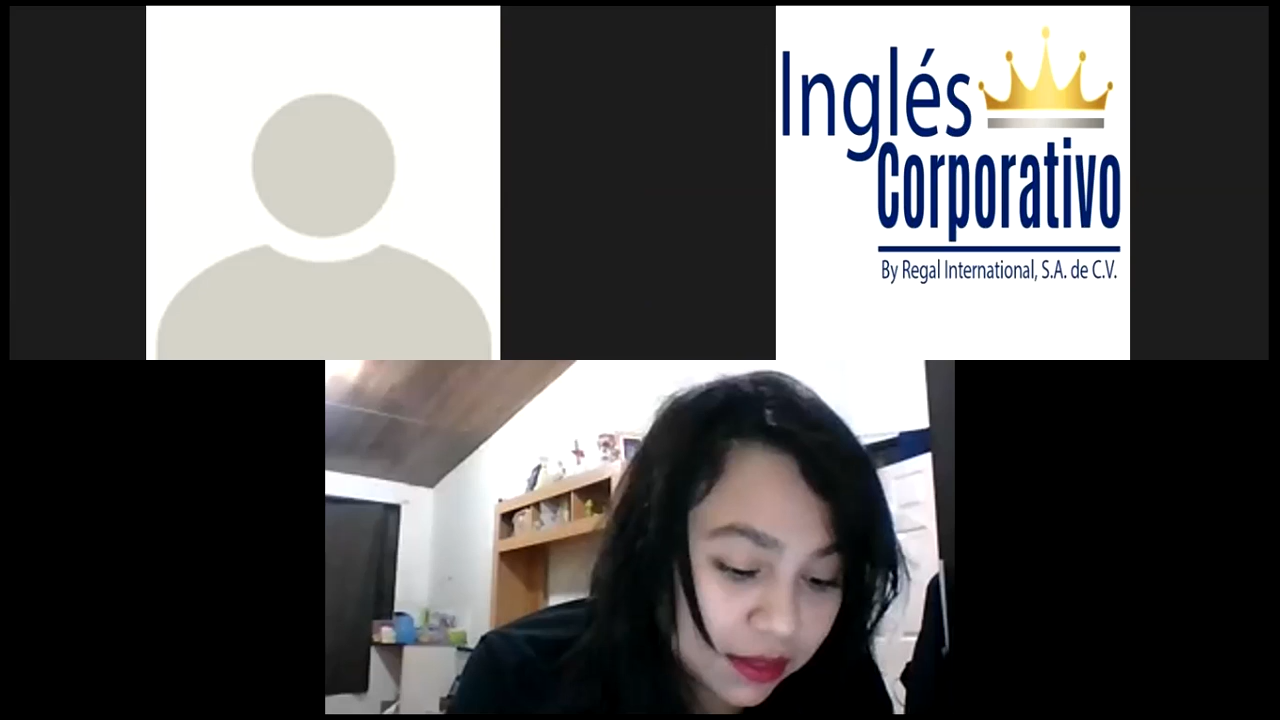 Inglés
Corporativo
By Regal International, S.A. de C.V.